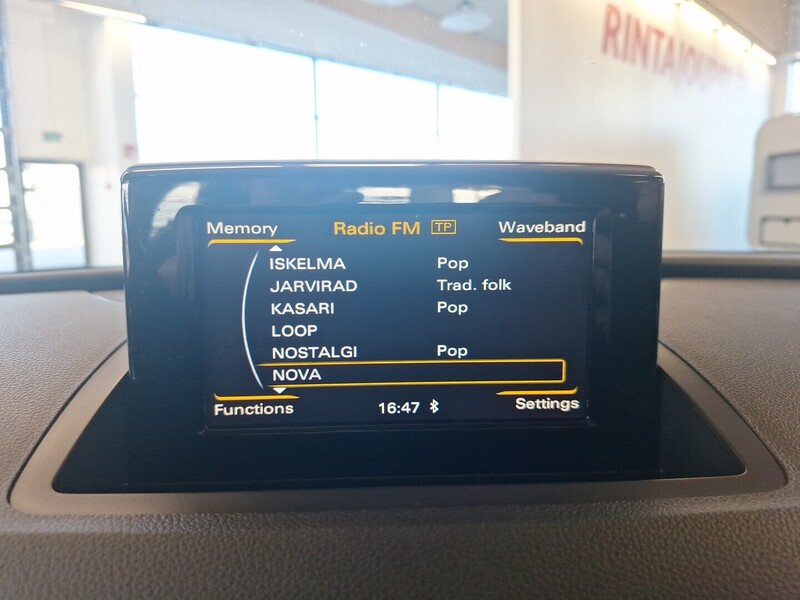 Memory Radio FM TP Waveband
ISKELMA Pop
JARVIRAD Trad. folk
KASARI Pop
LOOP
NOSTALGI Pop
NOVA
Functions 16:47 Settings